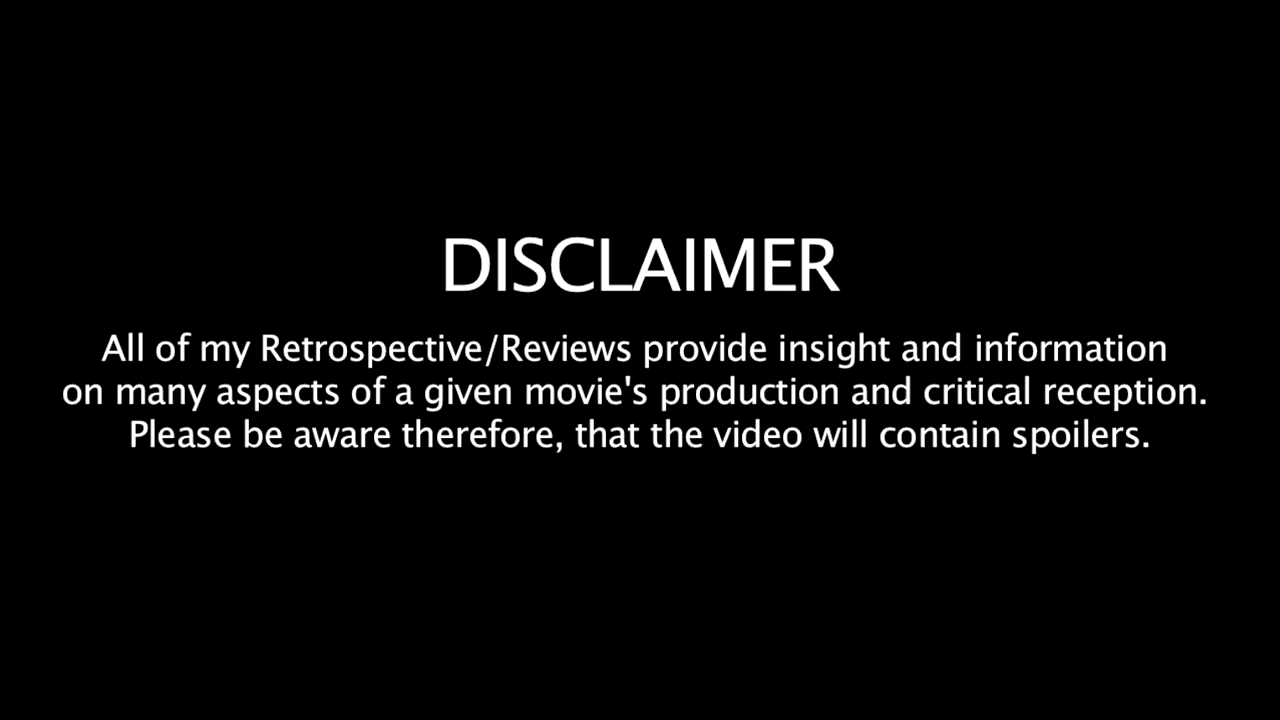 DISCLAIMER
All of my Retrospective/Reviews provide insight and information
on many aspects of a given movie's production and critical reception.
Please be aware therefore, that the video will contain spoilers.